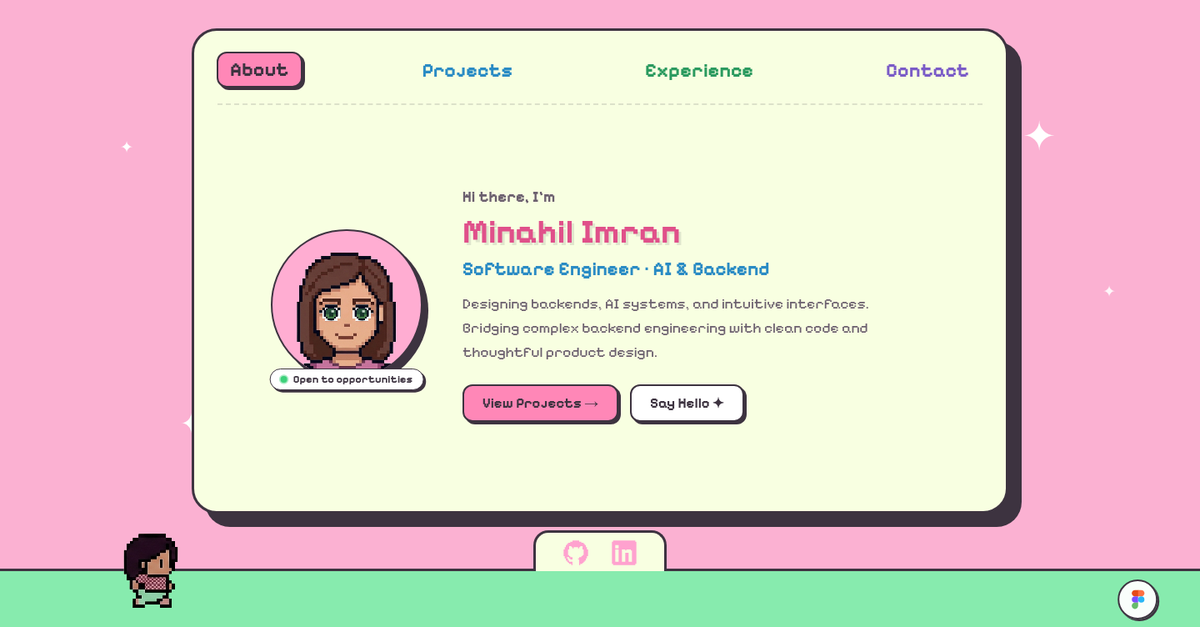 About
Projects
Experience
Contact
Hi there, I'm
Minahil Imran
Software Engineer · AI & Backend
Designing backends, AI systems, and intuitive interfaces.
Bridging complex backend engineering with clean code and
thoughtful product design.
Open to opportunities
View Projects →
Say Hello ✦
in